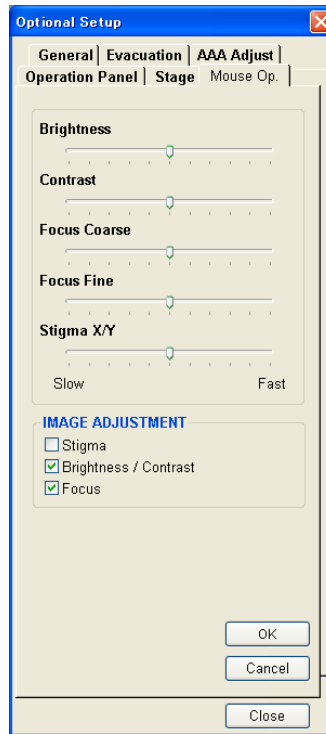 Optional Setup
General Evacuation AAA Adjust
Operation Panel Stage Mouse Op.
Brightness
Contrast
Focus Coarse
Focus Fine
Stigma X/Y
Slow Fast
IMAGE ADJUSTMENT
Stigma
Brightness / Contrast
Focus
OK
Cancel
Close